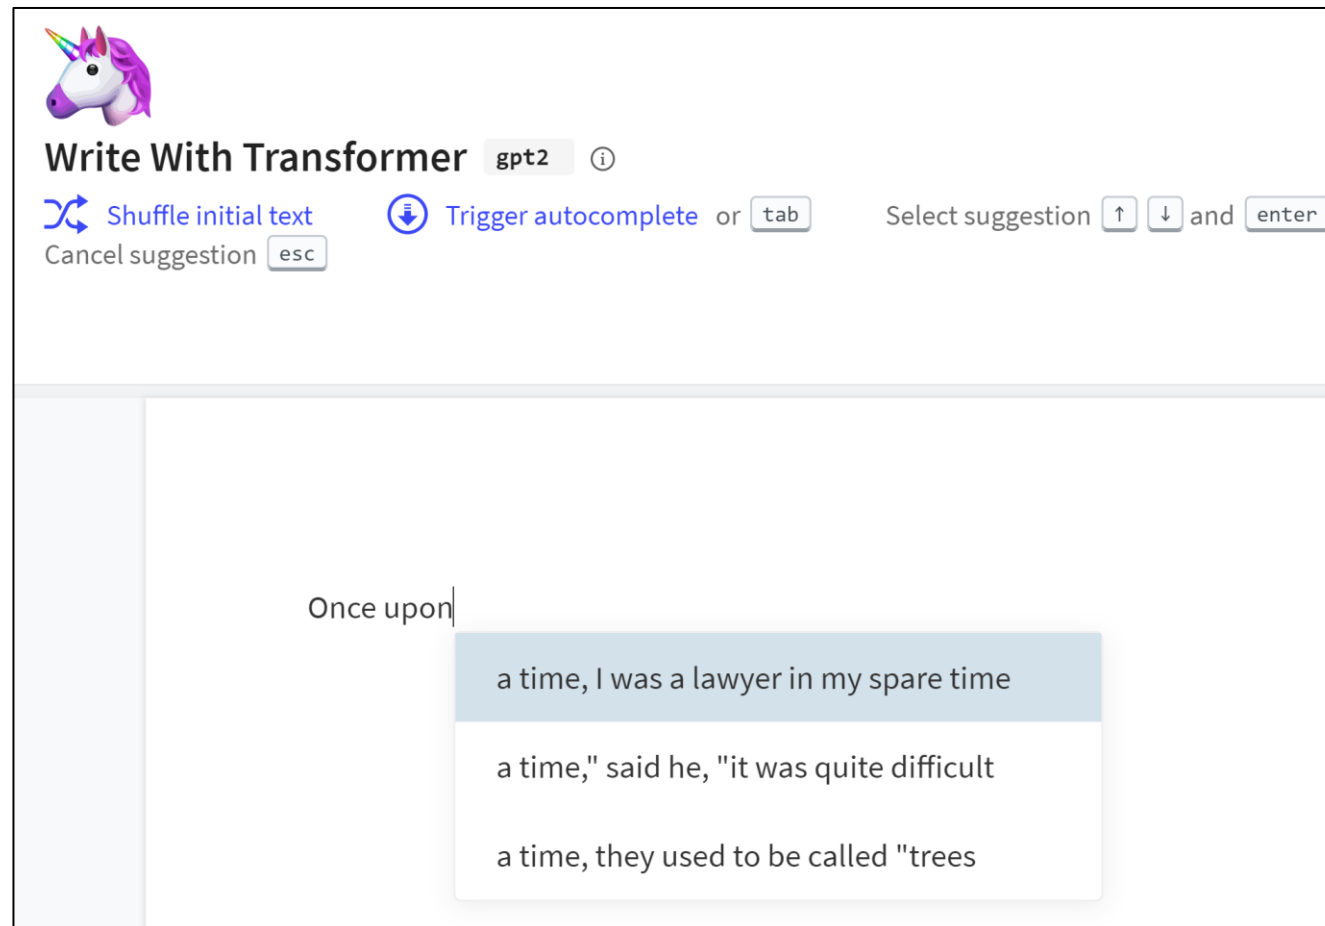 Write With Transformer gpt2
Shuffle initial text Trigger autocomplete or tab Select suggestion ↑ ↓ and enter
Cancel suggestion esc
Once upon
a time, I was a lawyer in my spare time
a time," said he, "it was quite difficult
a time, they used to be called "trees